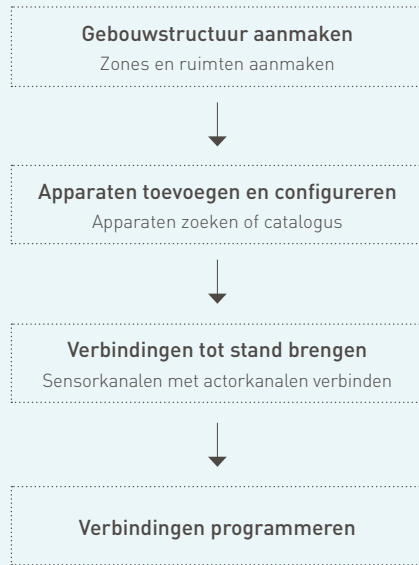 Gebouwstructuur aanmaken
Zones en ruimten aanmaken
Apparaten toevoegen en configureren
Apparaten zoeken of catalogus
Verbindingen tot stand brengen
Sensorkanalen met actorkanalen verbinden
Verbindingen programmeren